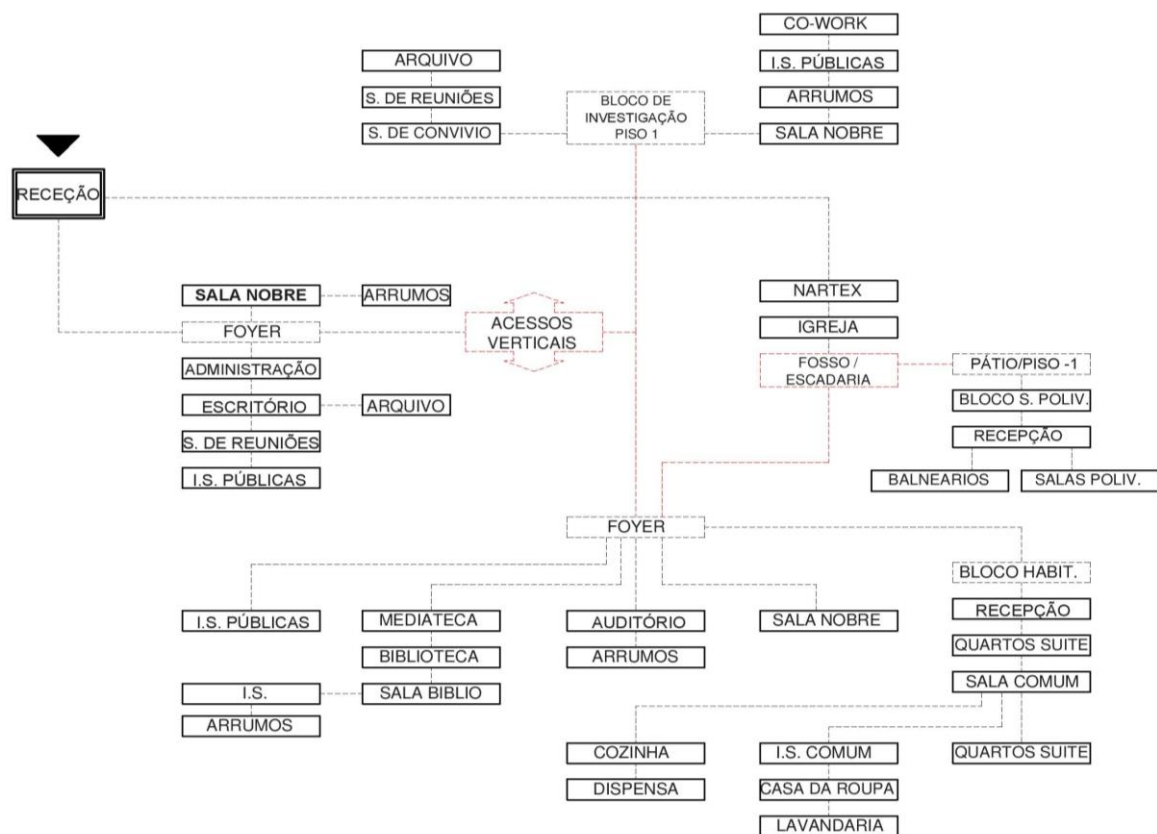 CO-WORK
ARQUIVO
I.S. PÚBLICAS
S. DE REUNIÕES
BLOCO DE
INVESTIGAÇÃO
PISO 1
ARRUMOS
S. DE CONVIVIO
SALA NOBRE
RECEÇÃO
SALA NOBRE
ARRUMOS
NARTEX
FOYER
ACESSOS
VERTICAIS
IGREJA
ADMINISTRAÇÃO
FOSSO /
ESCADARIA
PÁTIO/PISO -1
ESCRITÓRIO
ARQUIVO
BLOCO S. POLIV.
S. DE REUNIÕES
RECEPÇÃO
I.S. PÚBLICAS
BALNEARIOS
SALAS POLIV.
FOYER
BLOCO HABIT.
I.S. PÚBLICAS
MEDIATECA
AUDITÓRIO
SALA NOBRE
RECEPÇÃO
BIBLIOTECA
ARRUMOS
QUARTOS SUITE
I.S.
SALA BIBLIO
SALA COMUM
ARRUMOS
COZINHA
I.S. COMUM
QUARTOS SUITE
DISPENSA
CASA DA ROUPA
LAVANDARIA